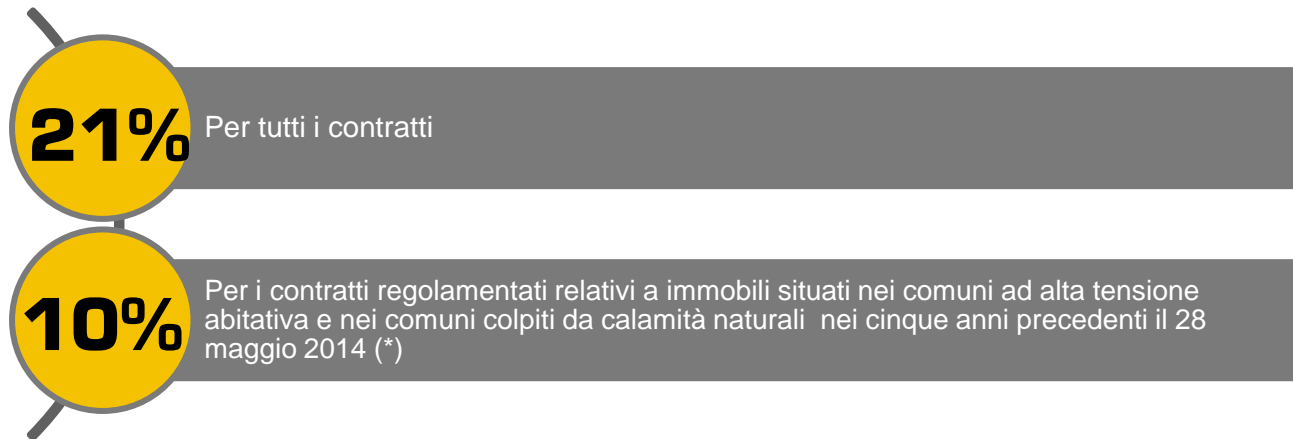 21%
Per tutti i contratti
10%
Per i contratti regolamentati relativi a immobili situati nei comuni ad alta tensione
abitativa e nei comuni colpiti da calamità naturali  nei cinque anni precedenti il 28
maggio 2014 (*)